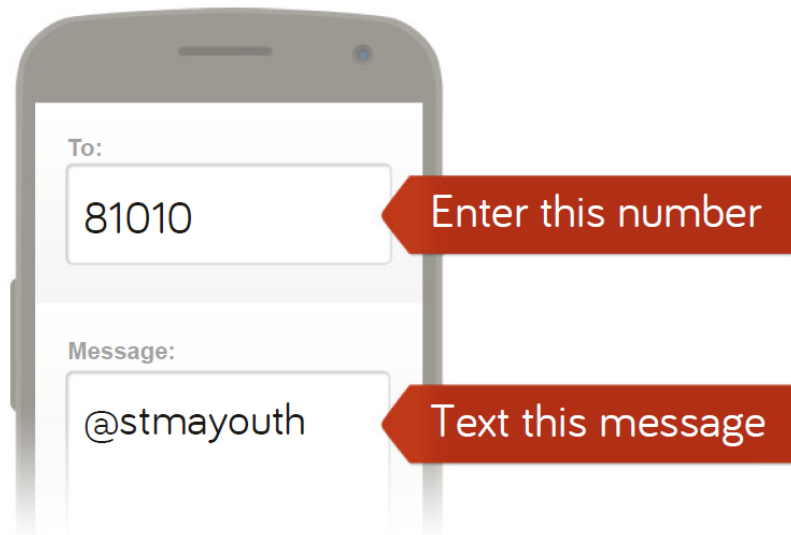 To:
81010
Enter this number
Message:
@stmayouth
Text this message